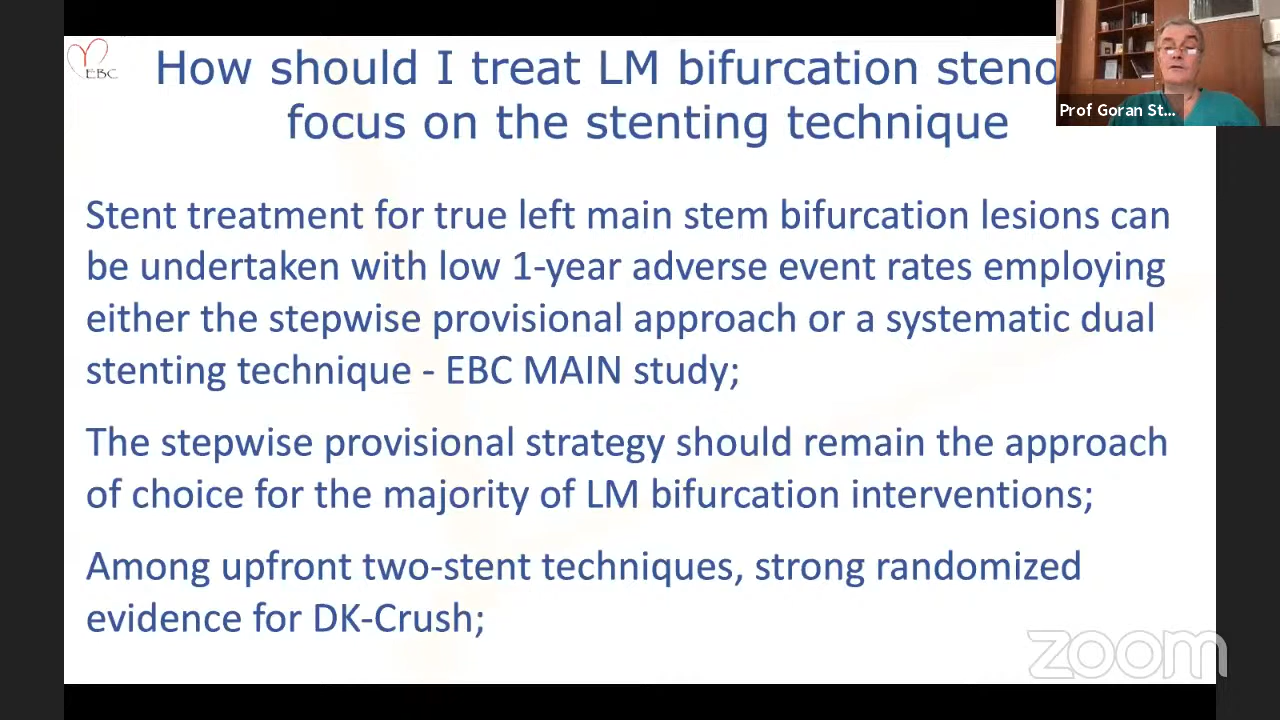 EBC
How should I treat LM bifurcation steno
focus on the stenting technique
Prof Goran St...
Stent treatment for true left main stem bifurcation lesions can
be undertaken with low 1-year adverse event rates employing
either the stepwise provisional approach or a systematic dual
stenting technique - EBC MAIN study;
The stepwise provisional strategy should remain the approach
of choice for the majority of LM bifurcation interventions;
Among upfront two-stent techniques, strong randomized
evidence for DK-Crush;
zoom